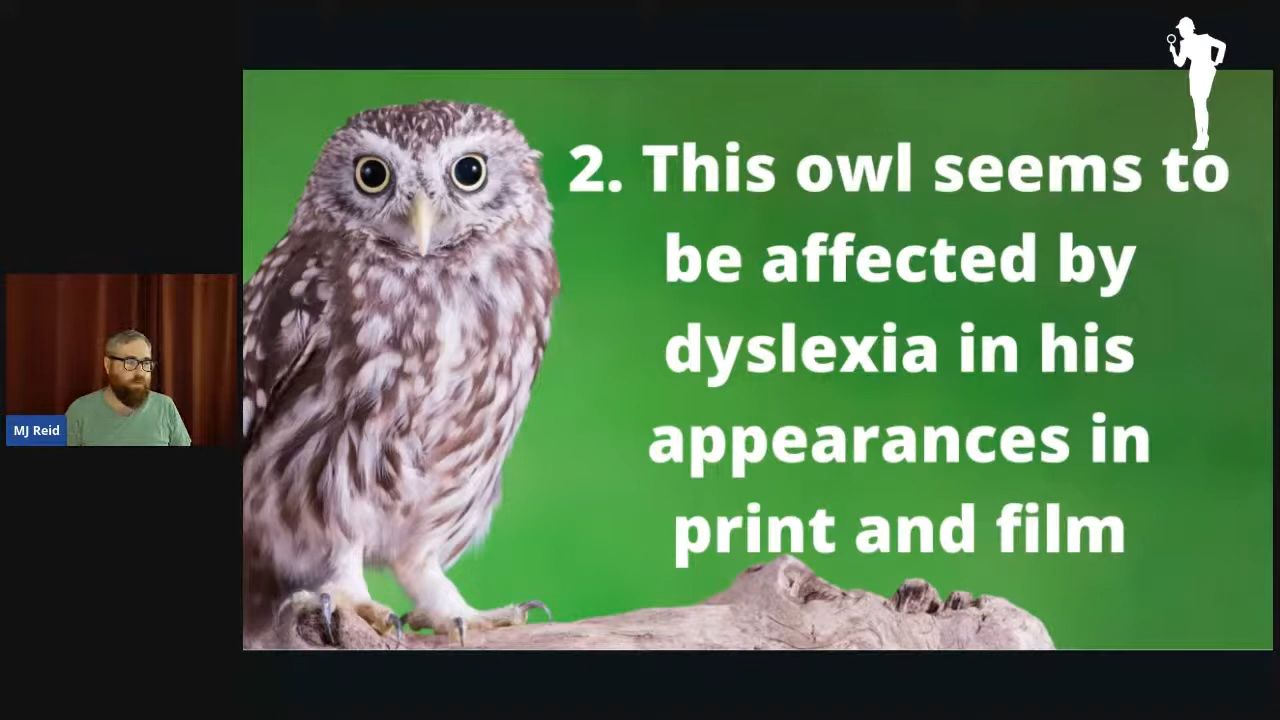 2. This owl seems to
be affected by
dyslexia in his
appearances in
print and film
MJ Reid